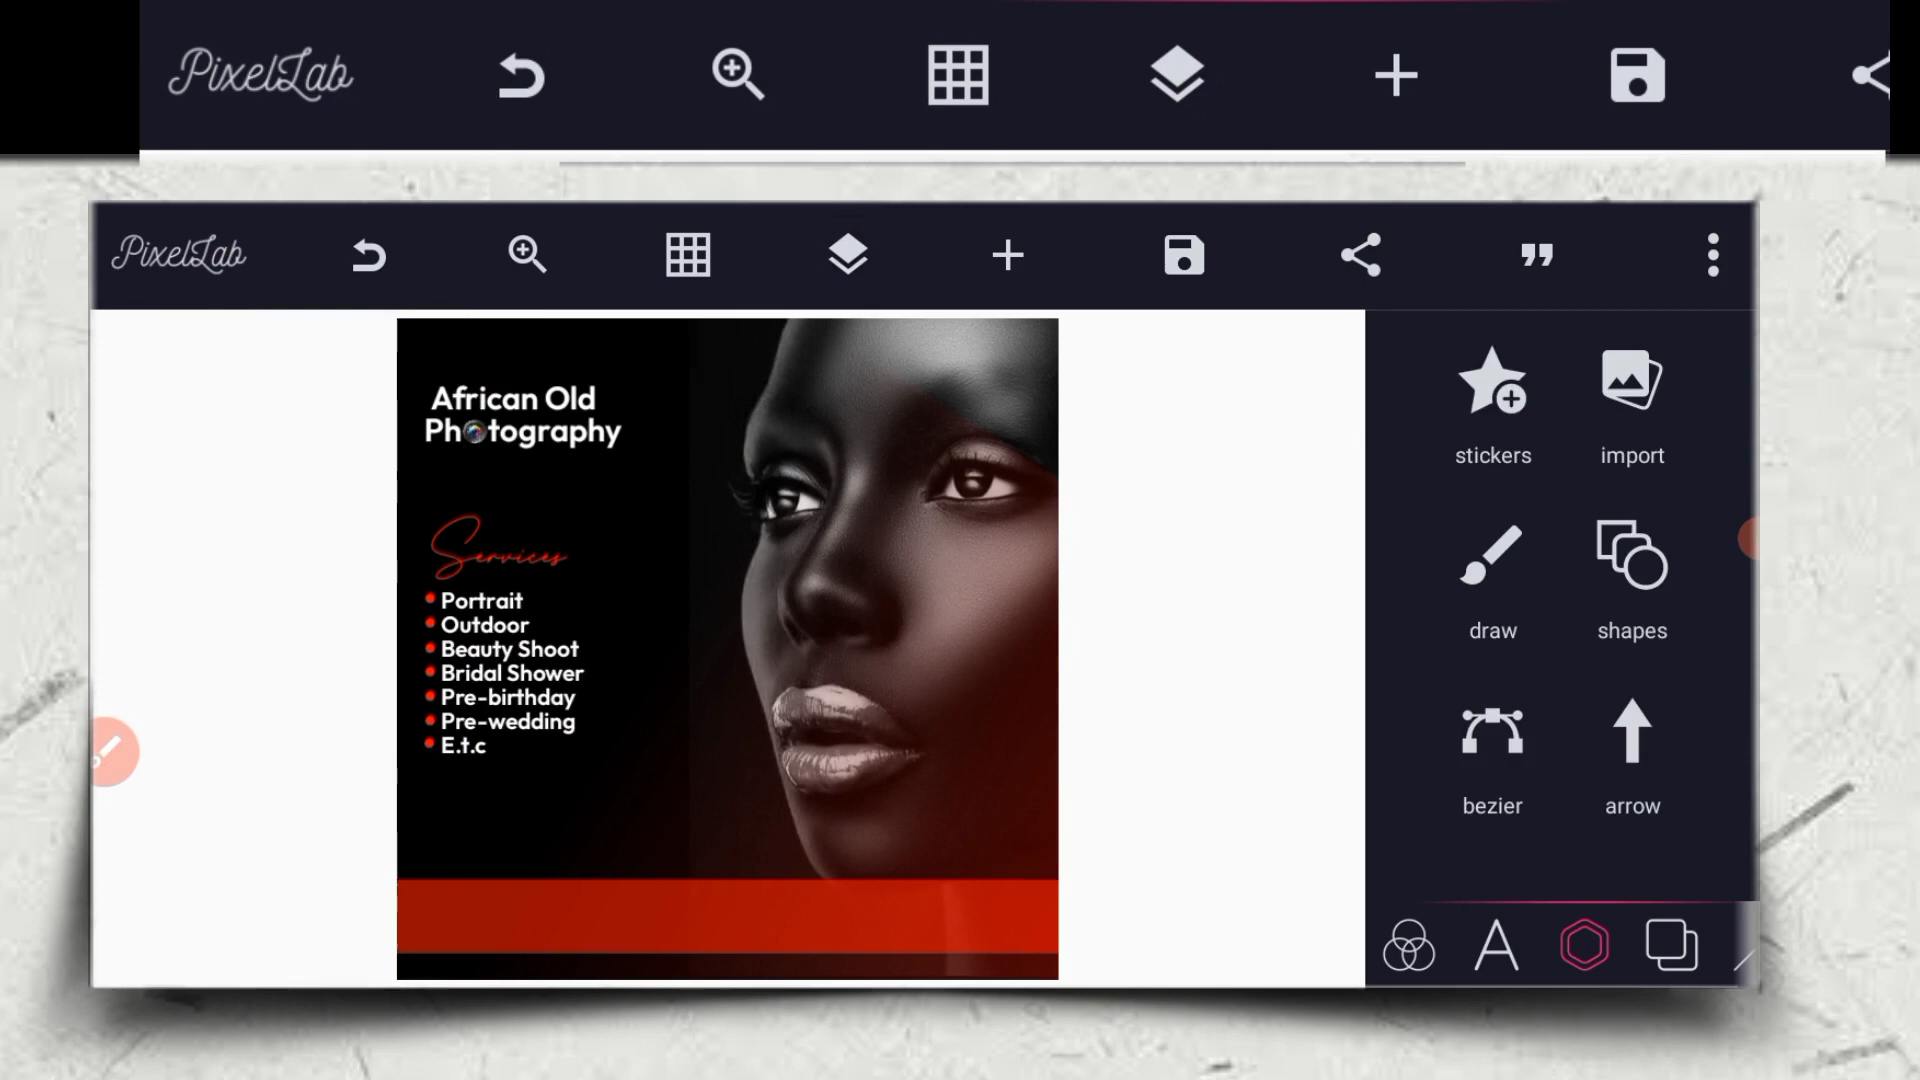 PixelLab
PixelLab
African Old
Photography
Services
Portrait
Outdoor
Beauty Shoot
Bridal Shower
Pre-birthday
Pre-wedding
E.t.c
stickers
import
draw
shapes
bezier
arrow